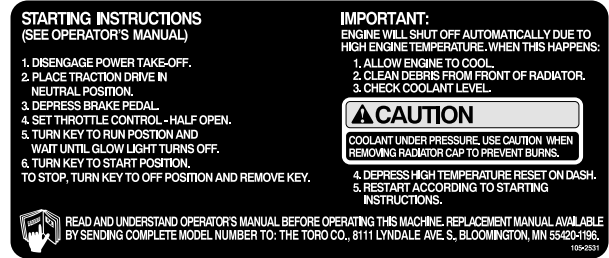 STARTING INSTRUCTIONS
(SEE OPERATOR'S MANUAL)
1. DISENGAGE POWER TAKE-OFF.
2. PLACE TRACTION DRIVE IN
NEUTRAL POSITION.
3. DEPRESS BRAKE PEDAL.
4. SET THROTTLE CONTROL - HALF OPEN.
5. TURN KEY TO RUN POSTION AND
WAIT UNTIL GLOW LIGHT TURNS OFF.
6. TURN KEY TO START POSITION.
TO STOP, TURN KEY TO OFF POSITION AND REMOVE KEY.
IMPORTANT:
ENGINE WILL SHUT OFF AUTOMATICALLY DUE TO
HIGH ENGINE TEMPERATURE. WHEN THIS HAPPENS:
1. ALLOW ENGINE TO COOL.
2. CLEAN DEBRIS FROM FRONT OF RADIATOR.
3. CHECK COOLANT LEVEL.
CAUTION
COOLANT UNDER PRESSURE. USE CAUTION WHEN
REMOVING RADIATOR CAP TO PREVENT BURNS.
4. DEPRESS HIGH TEMPERATURE RESET ON DASH.
5. RESTART ACCORDING TO STARTING
INSTRUCTIONS.
READ AND UNDERSTAND OPERATOR'S MANUAL BEFORE OPERATING THIS MACHINE. REPLACEMENT MANUAL AVAILABLE
BY SENDING COMPLETE MODEL NUMBER TO: THE TORO CO., 8111 LYNDALE AVE. S., BLOOMINGTON, MN 55420-1196.
105-2531